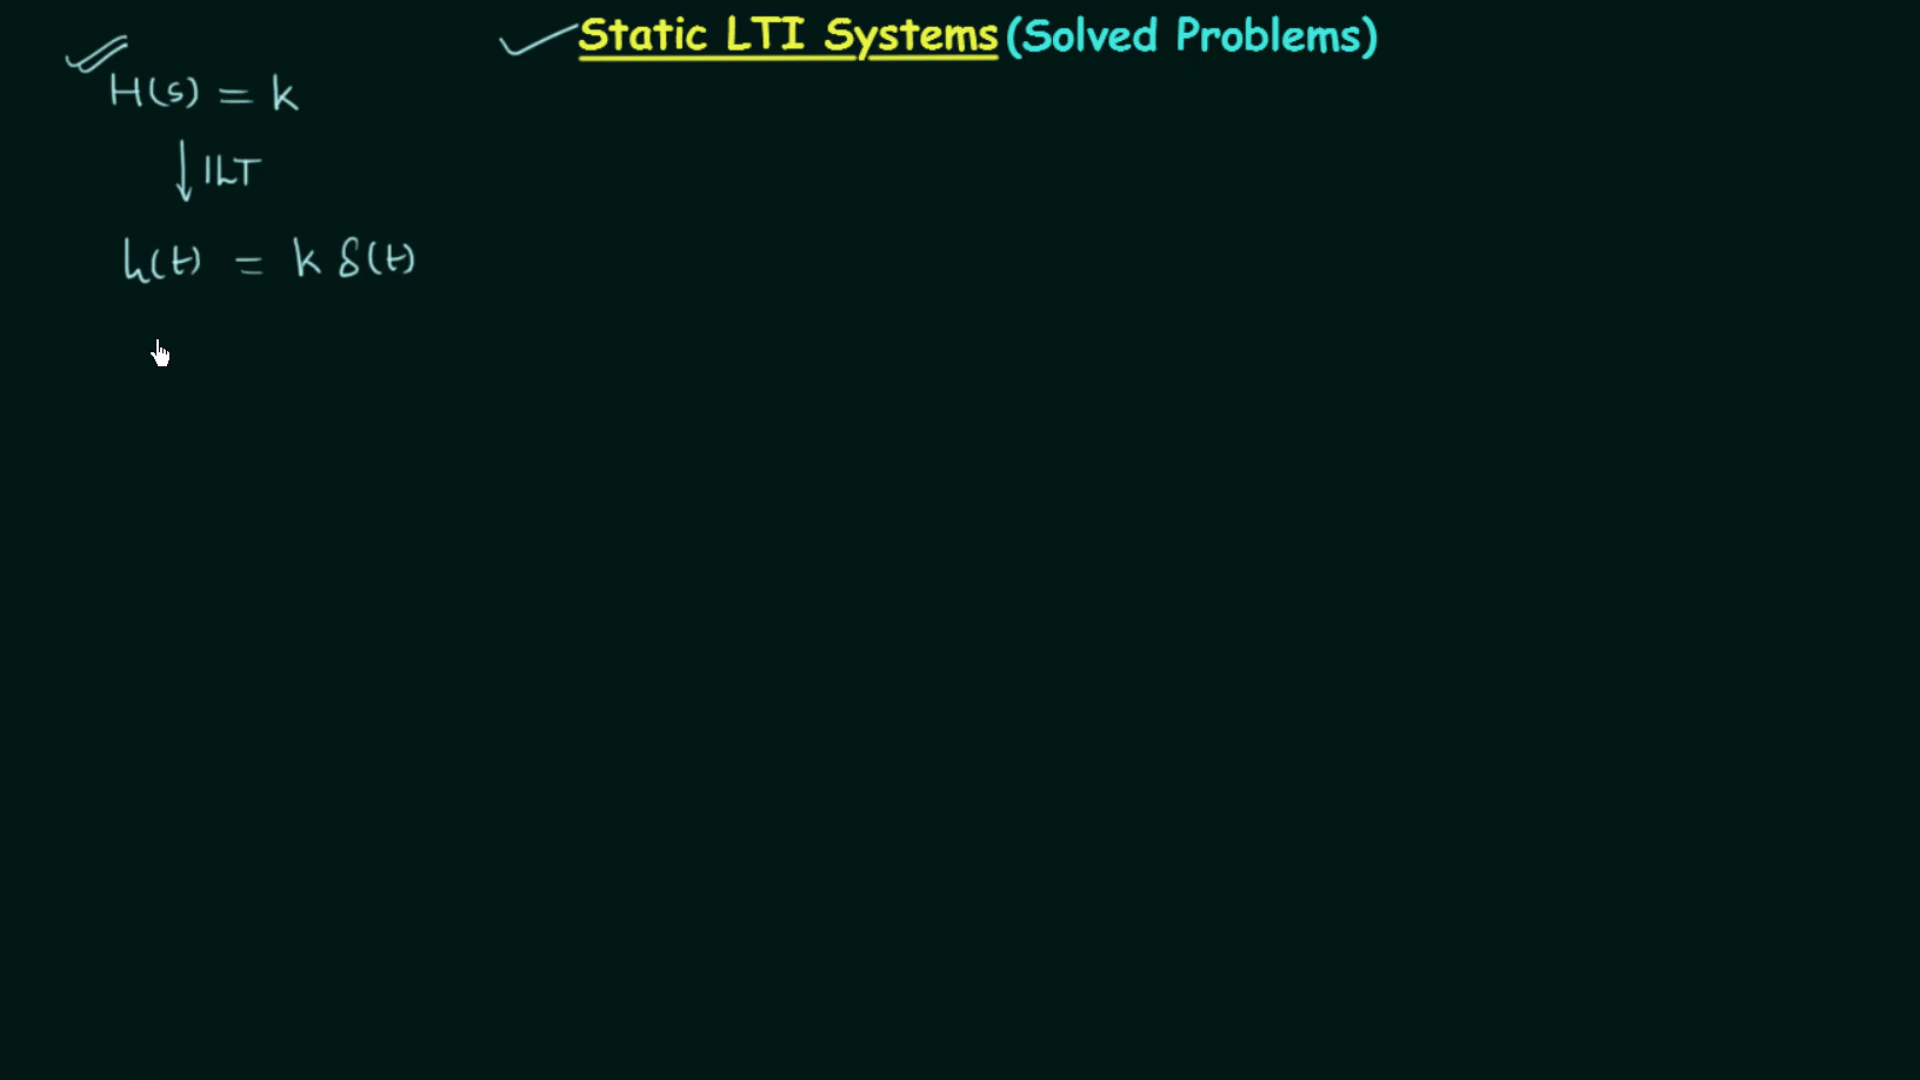 Static LTI Systems (Solved Problems)
H(s) = k
ILT
h(t) = k δ(t)